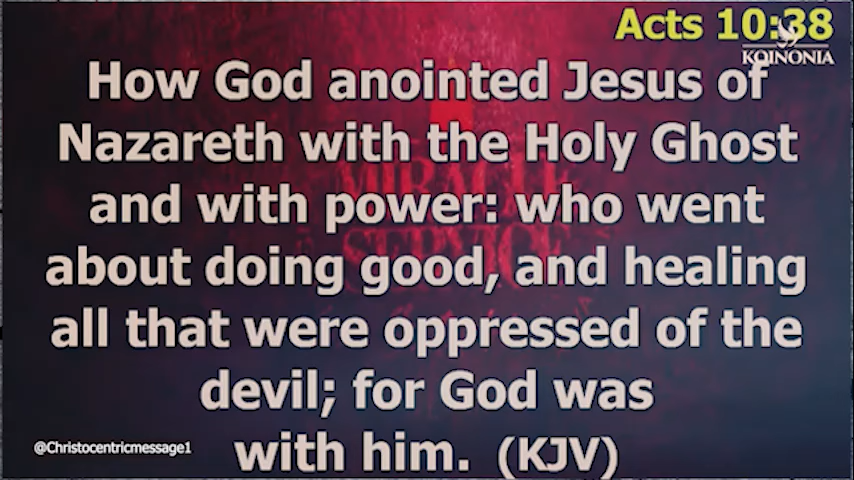 Acts 10:38
KOINONIA
How God anointed Jesus of
Nazareth with the Holy Ghost
and with power: who went
about doing good, and healing
all that were oppressed of the
devil; for God was
with him. (KJV)
@Christocentricmessage1
MIRACLE
SERVICE